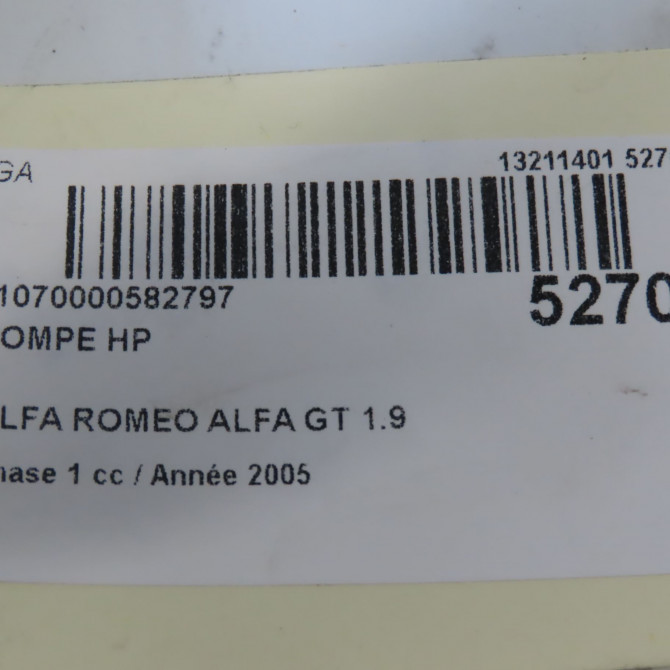 GA
13211401 527
1070000582797
5270
OMPE HP
LFA ROMEO ALFA GT 1.9
hase 1 cc / Année 2005